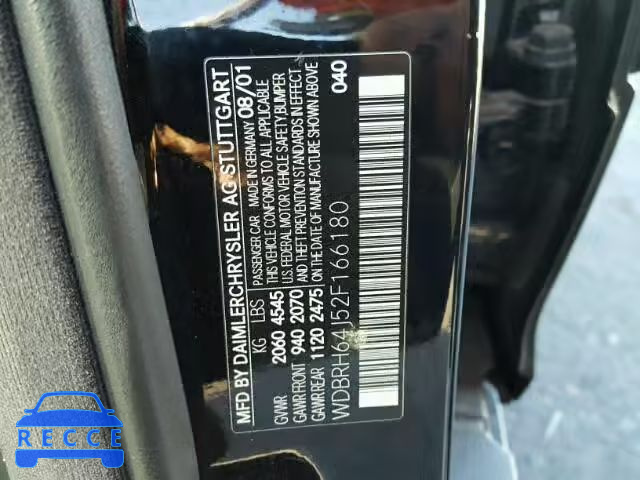 MFD BY DAIMLERCHRYSLER AG STUTTGART
PASSENGER CAR MADE IN GERMANY 08/01
KG LBS THIS VEHICLE CONFORMS TO ALL APPLICABLE
GVWR 2060 4545 U.S. FEDERAL MOTOR VEHICLE SAFETY, BUMPER
GAWR FRONT 940 2070 AND THEFT PREVENTION STANDARDS IN EFFECT
GAWR REAR 1120 2475 ON THE DATE OF MANUFACTURE SHOWN ABOVE
WDBRH64J52F166180 040
RECCE